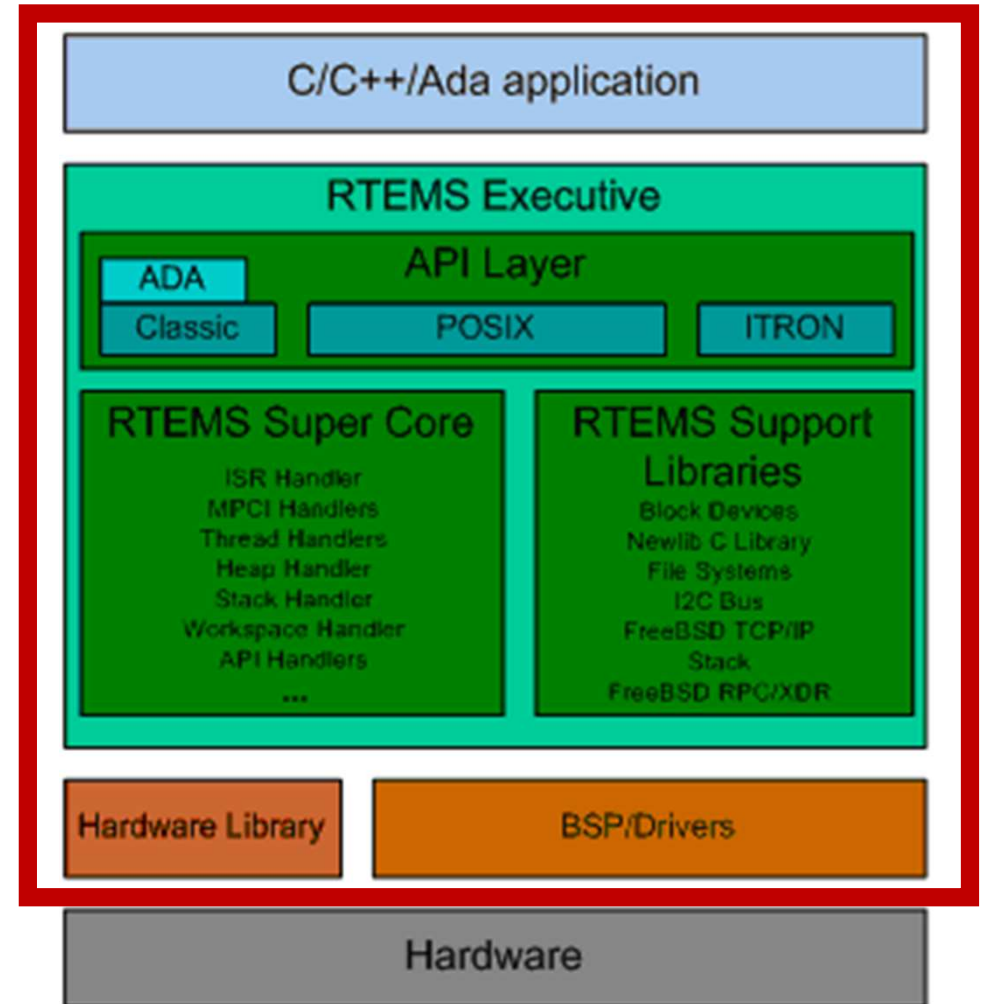 C/C++/Ada application
RTEMS Executive
API Layer
ADA
Classic
POSIX
ITRON
RTEMS Super Core
ISR Handler
MPCI Handlers
Thread Handlers
Heap Handler
Stack Handler
Workspace Handler
API Handlers
...
RTEMS Support
Libraries
Block Devices
Newlib C Library
File Systems
I2C Bus
FreeBSD TCP/IP
Stack
FreeBSD RPC/XDR
Hardware Library
BSP/Drivers
Hardware